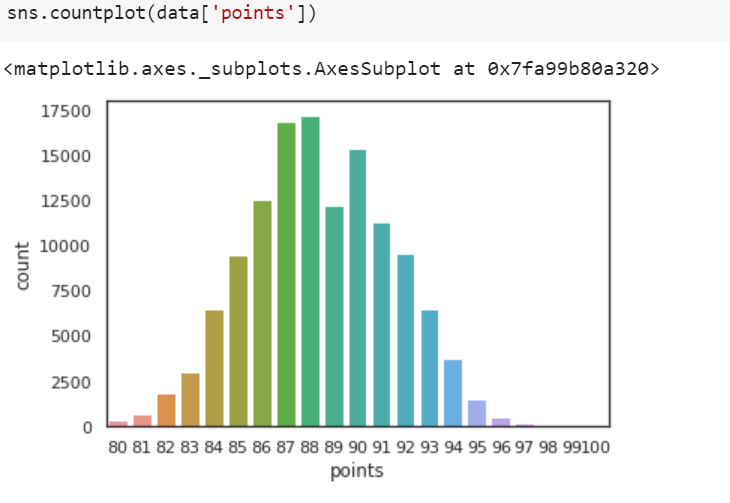 sns.countplot(data['points'])
<matplotlib.axes._subplots.AxesSubplot at 0x7fa99b80a320>
17500
15000
12500
10000
7500
5000
2500
0
count
80 81 82 83 84 85 86 87 88 89 90 91 92 93 94 95 96 97 98 99100
points